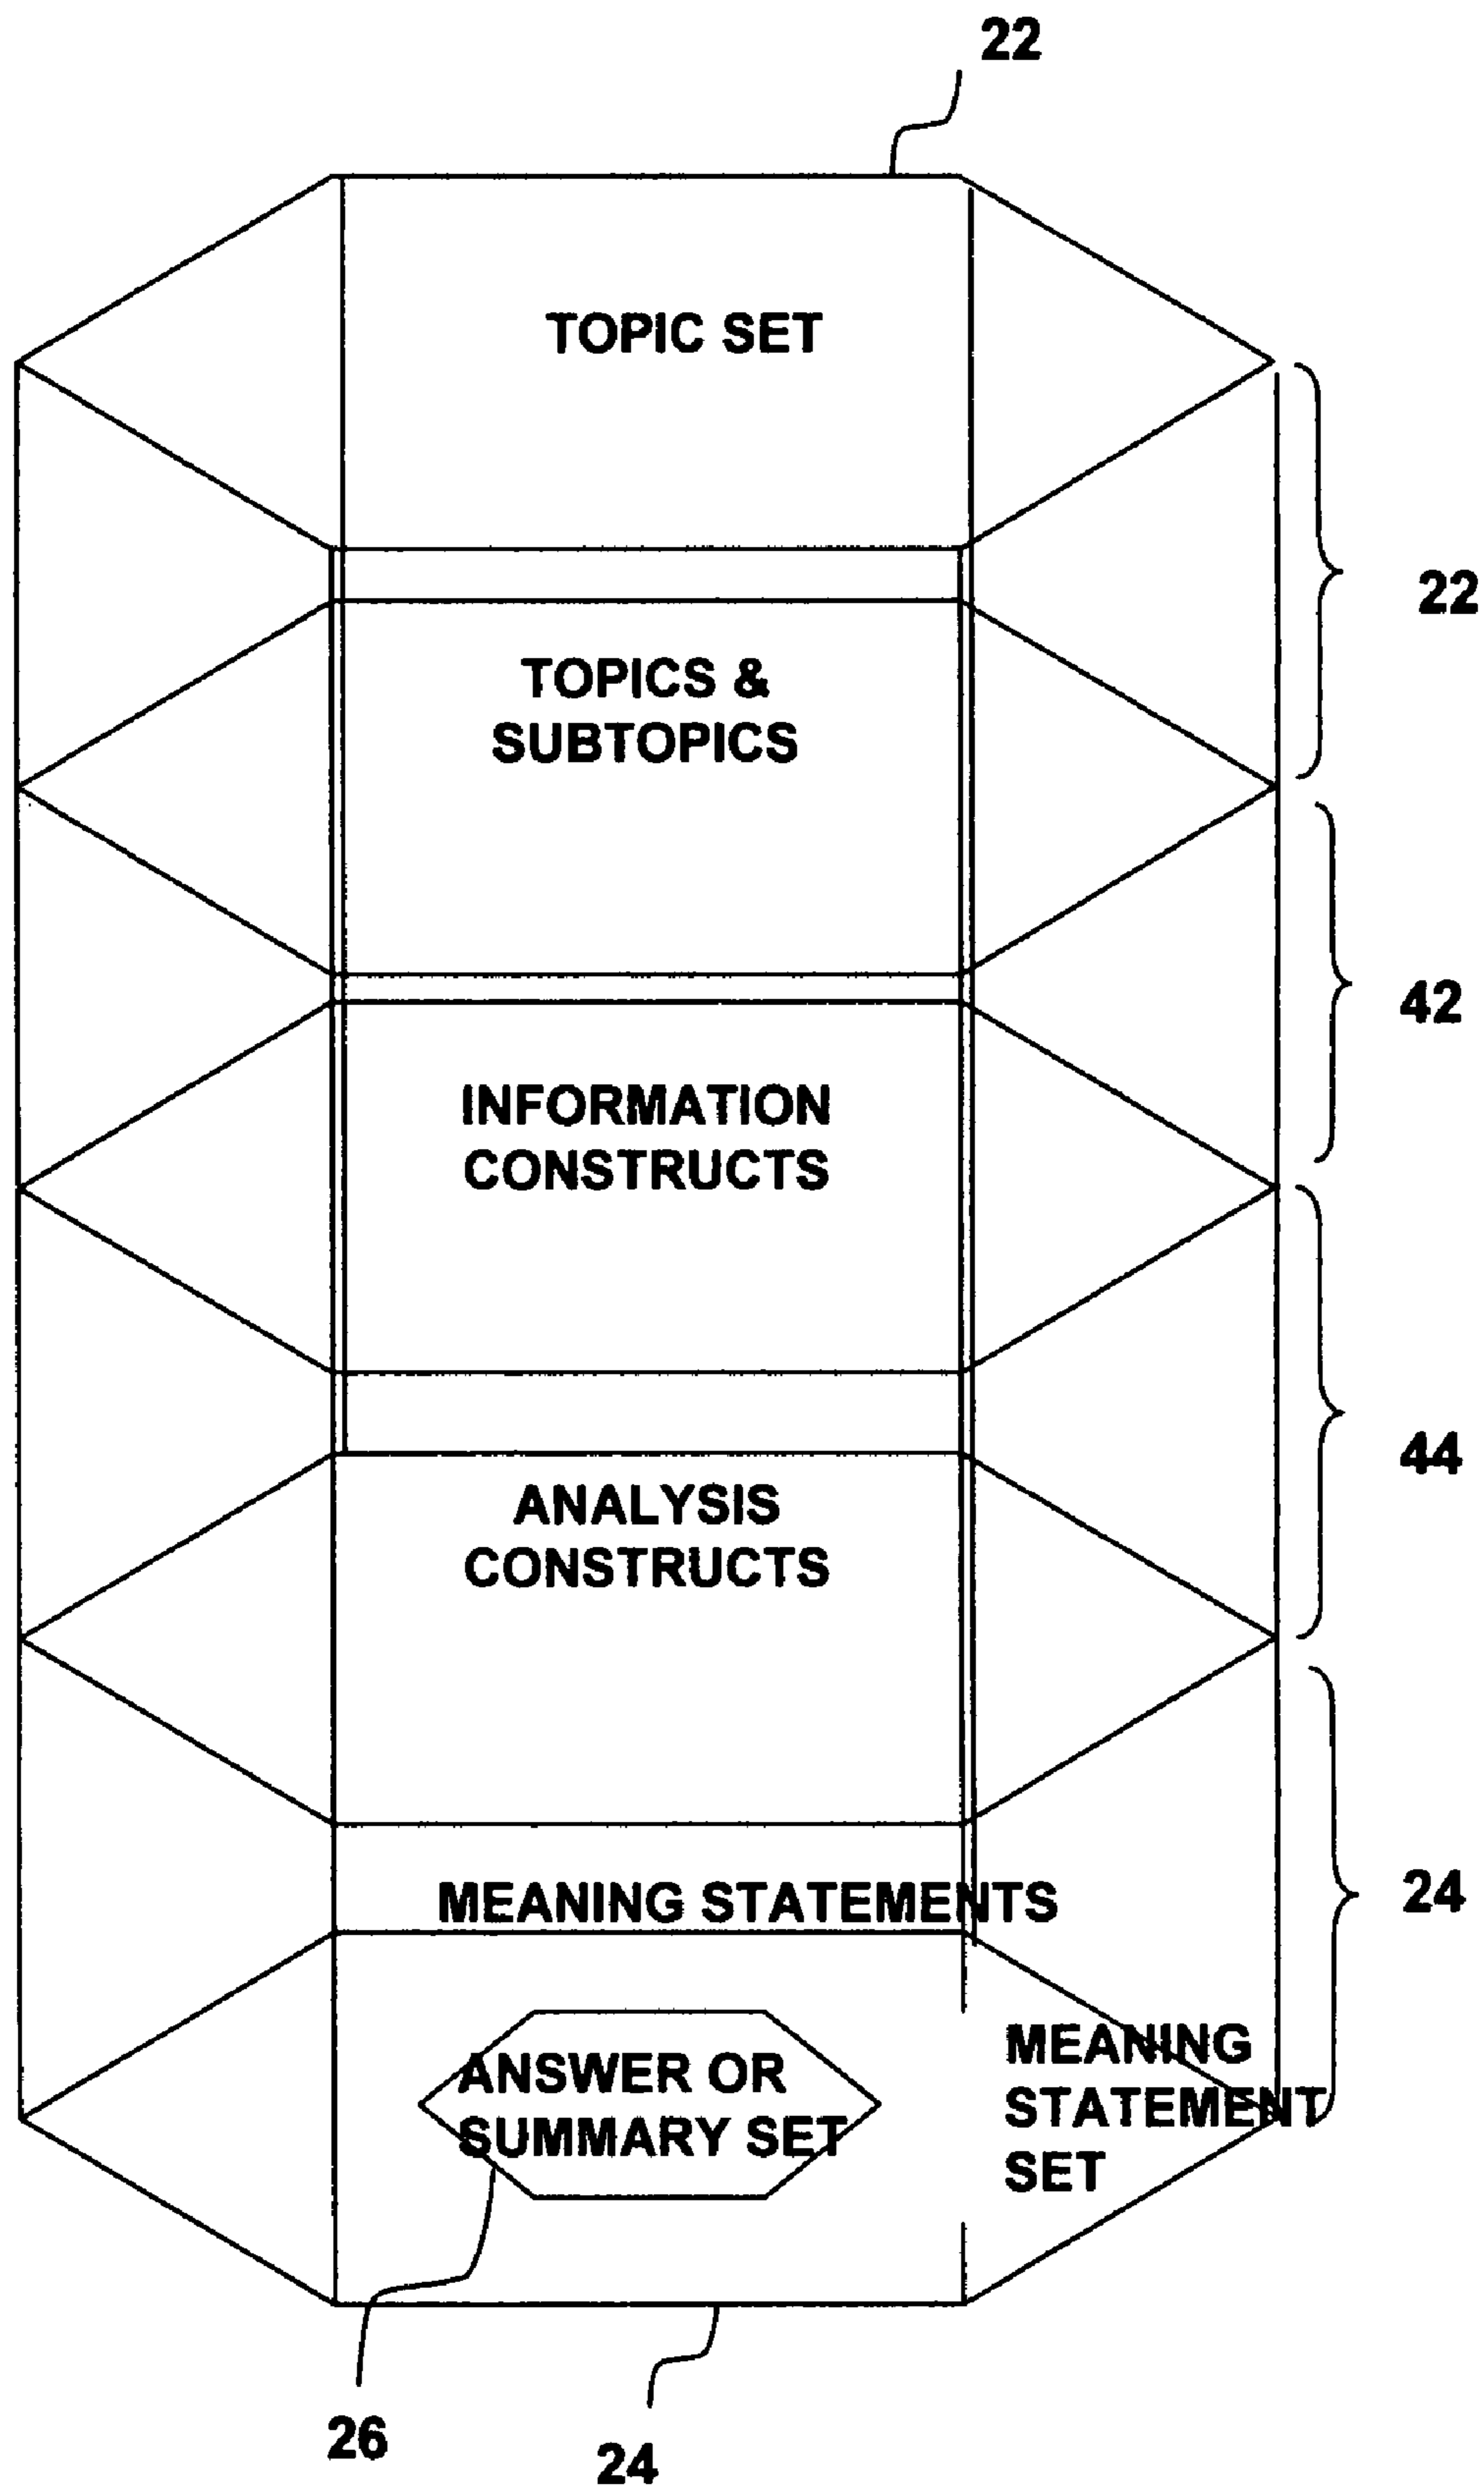 22
TOPIC SET
22
TOPICS &
SUBTOPICS
42
INFORMATION
CONSTRUCTS
44
ANALYSIS
CONSTRUCTS
24
MEANING STATEMENTS
ANSWER OR
SUMMARY SET
MEANING
STATEMENT
SET
26
24